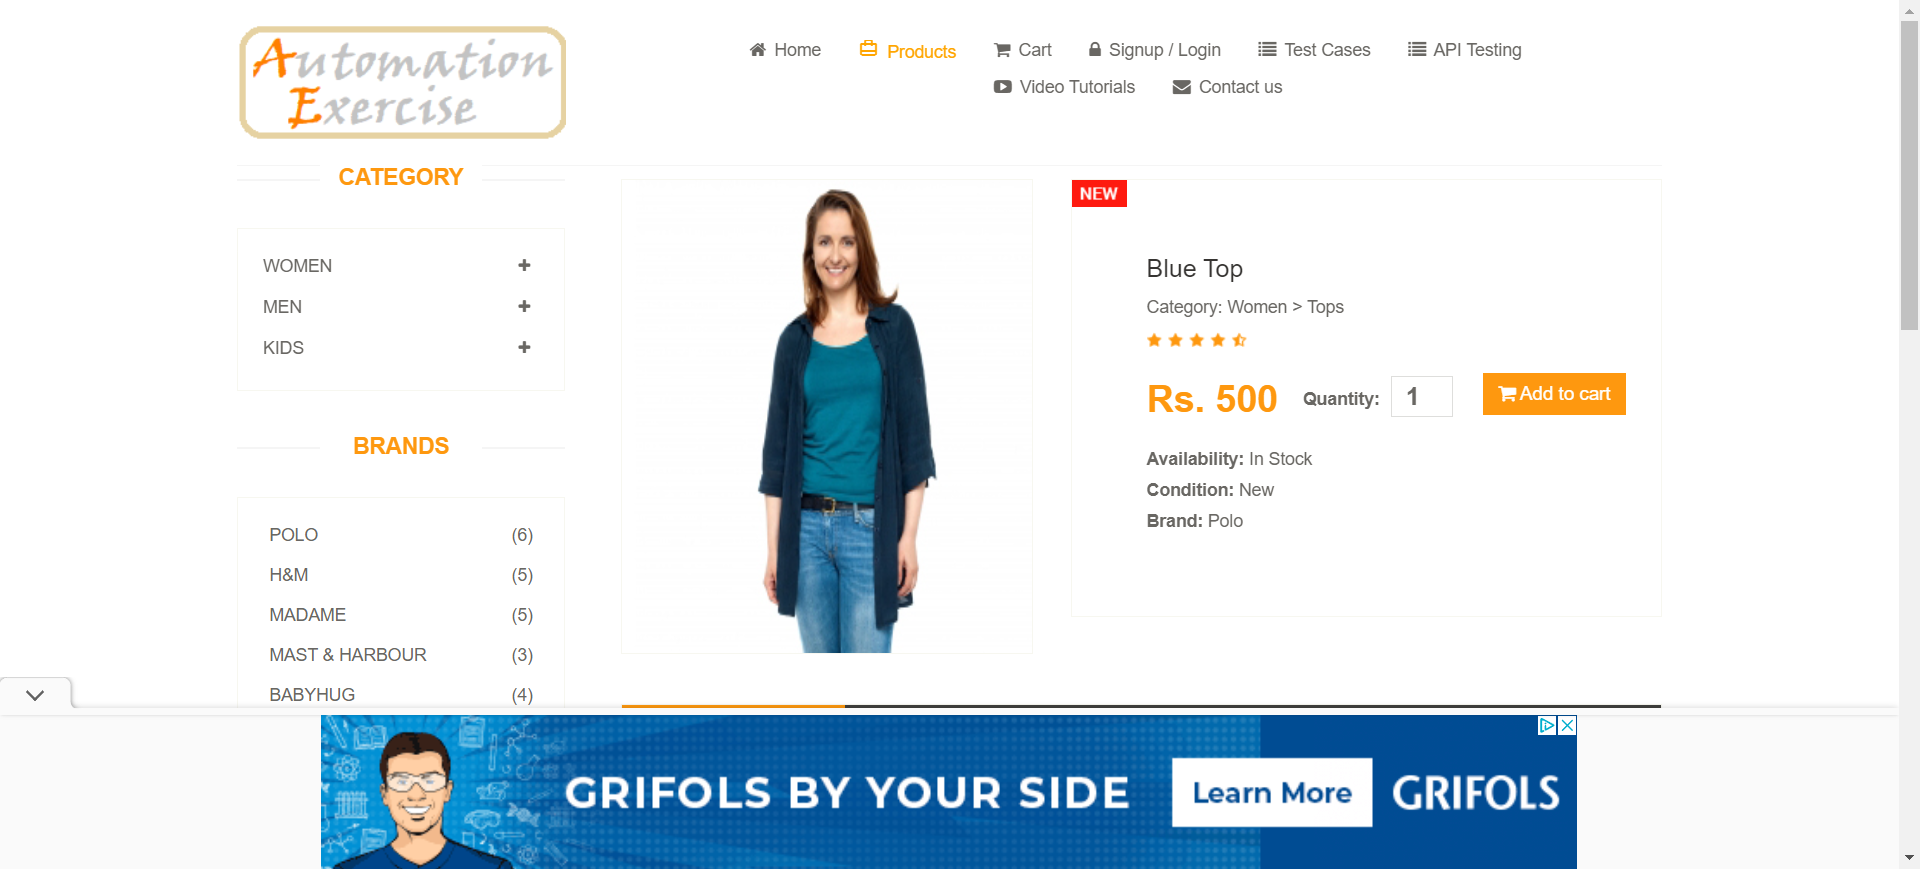 Automation
Exercise
Home
Products
Cart
Signup / Login
Test Cases
API Testing
Video Tutorials
Contact us
CATEGORY
WOMEN
MEN
KIDS
BRANDS
POLO (6)
H&M (5)
MADAME (5)
MAST & HARBOUR (3)
BABYHUG (4)
NEW
Blue Top
Category: Women > Tops
Rs. 500 Quantity: 1 Add to cart
Availability: In Stock
Condition: New
Brand: Polo
GRIFOLS BY YOUR SIDE
Learn More
GRIFOLS